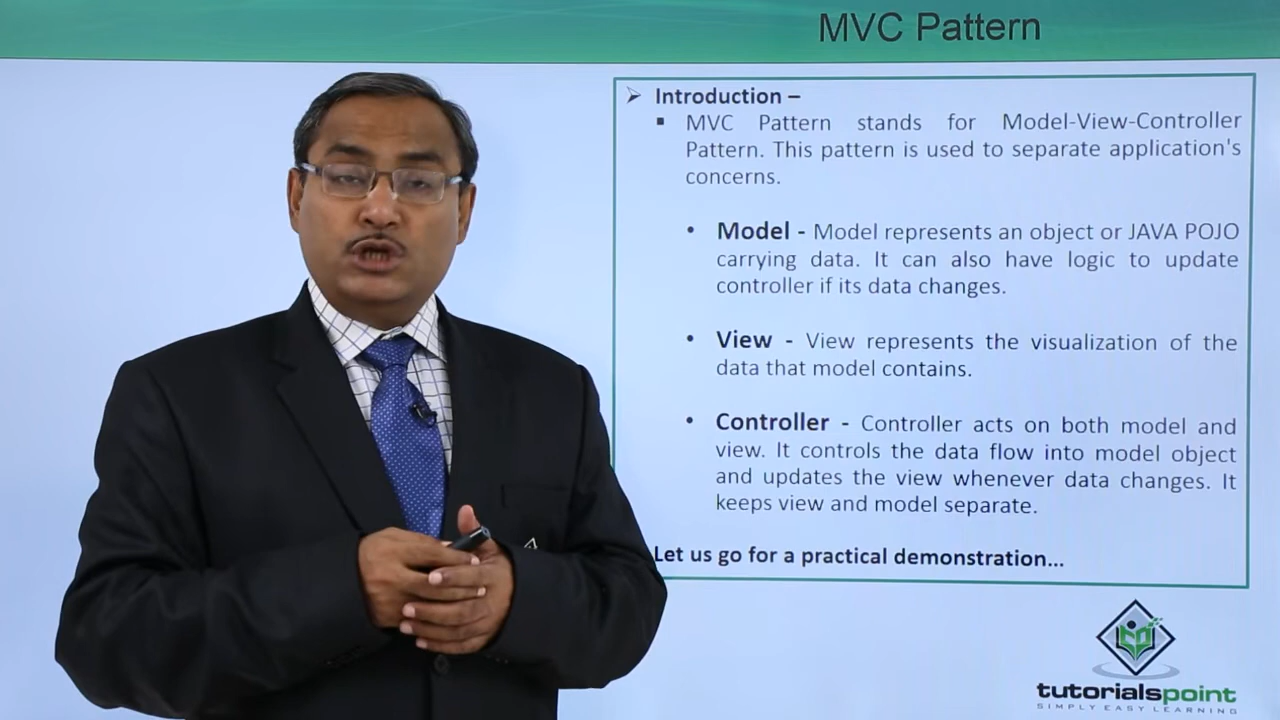 MVC Pattern
➢ Introduction –
▪ MVC Pattern stands for Model-View-Controller
Pattern. This pattern is used to separate application's
concerns.
• Model - Model represents an object or JAVA POJO
carrying data. It can also have logic to update
controller if its data changes.
• View - View represents the visualization of the
data that model contains.
• Controller - Controller acts on both model and
view. It controls the data flow into model object
and updates the view whenever data changes. It
keeps view and model separate.
Let us go for a practical demonstration...
tutorialspoint
SIMPLY EASY LEARNING